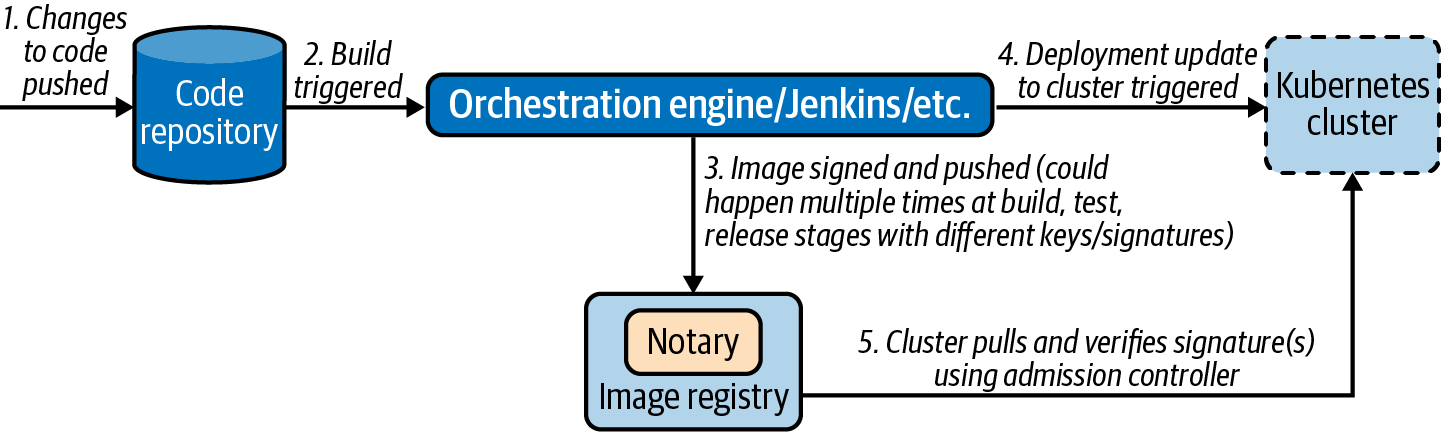 1. Changes
to code
pushed
Code
repository
2. Build
triggered
Orchestration engine/Jenkins/etc.
4. Deployment update
to cluster triggered
Kubernetes
cluster
3. Image signed and pushed (could
happen multiple times at build, test,
release stages with different keys/signatures)
Notary
Image registry
5. Cluster pulls and verifies signature(s)
using admission controller